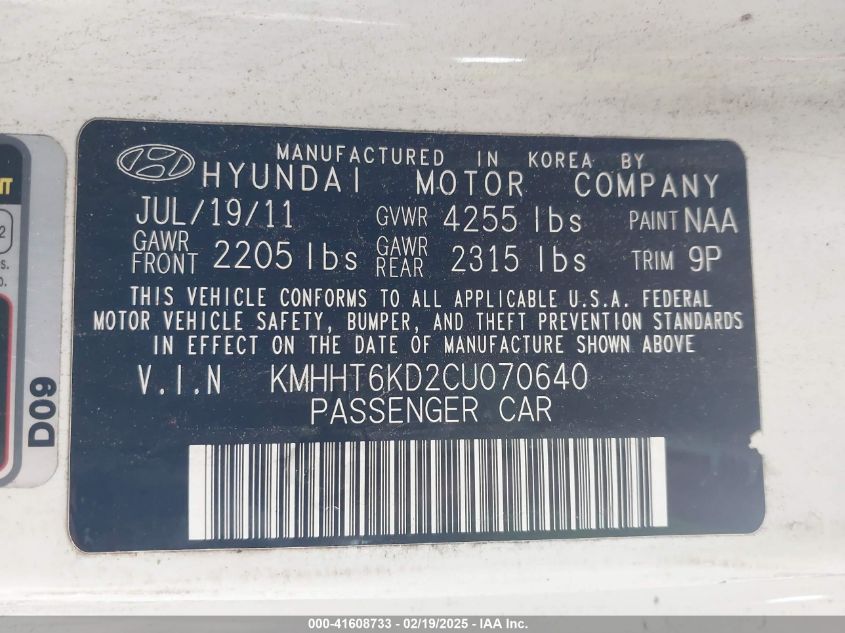 MANUFACTURED IN KOREA BY
HYUNDAI MOTOR COMPANY
JUL/19/11 GVWR 4255 lbs PAINT NAA
GAWR FRONT 2205 lbs GAWR REAR 2315 lbs TRIM 9P
THIS VEHICLE CONFORMS TO ALL APPLICABLE U.S.A. FEDERAL
MOTOR VEHICLE SAFETY, BUMPER, AND THEFT PREVENTION STANDARDS
IN EFFECT ON THE DATE OF MANUFACTURE SHOWN ABOVE
V.I.N KMHHT6KD2CU070640
PASSENGER CAR
D09
000-41608733 - 02/19/2025 - IAA Inc.